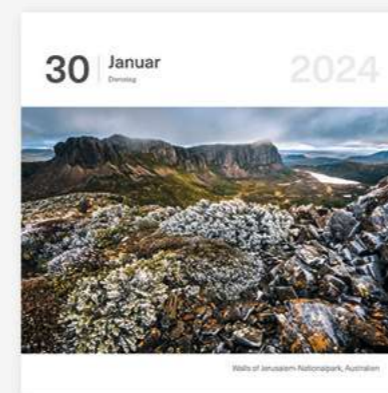 30 Januar 2024
Dienstag
Walls of Jerusalem-Nationalpark, Australien